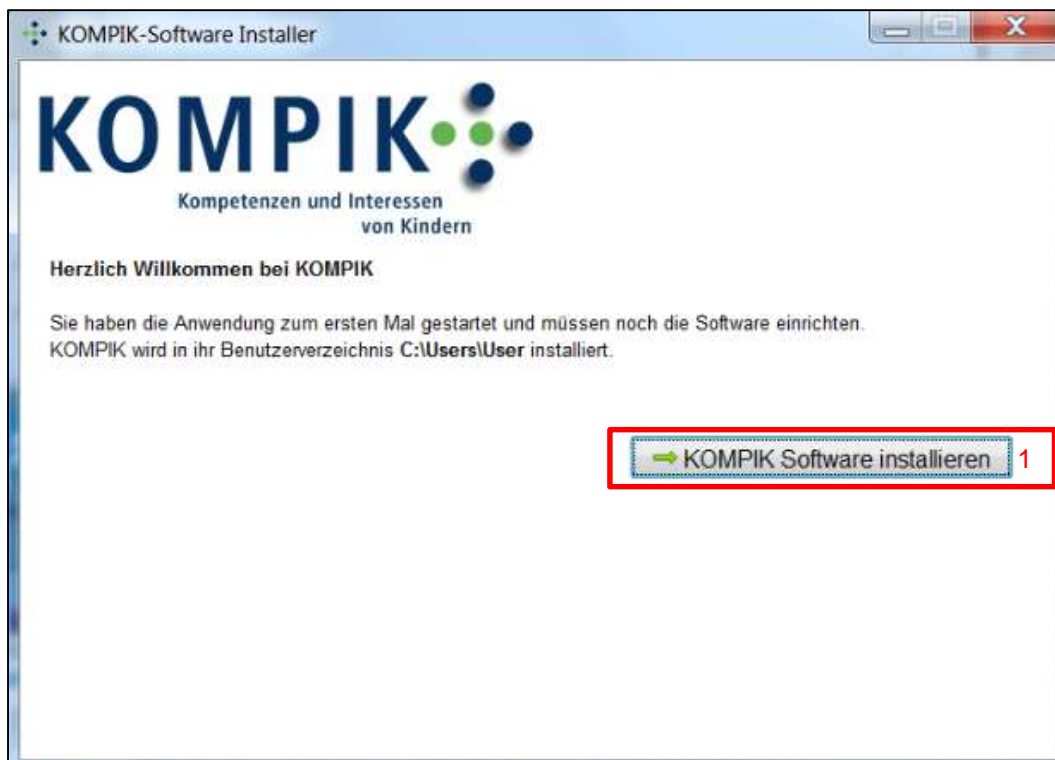 KOMPIK-Software Installer
KOMPIK
Kompetenzen und Interessen
von Kindern
Herzlich Willkommen bei KOMPIK
Sie haben die Anwendung zum ersten Mal gestartet und müssen noch die Software einrichten.
KOMPIK wird in ihr Benutzerverzeichnis C:\Users\User installiert.
KOMPIK Software installieren 1